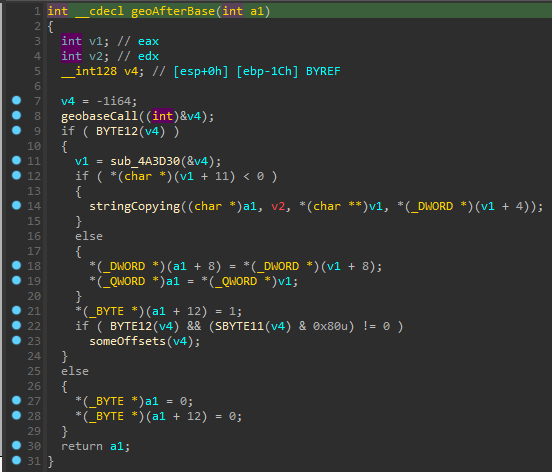 1 int __cdecl geoAfterBase(int a1)
2 {
3 int v1; // eax
4 int v2; // edx
5 __int128 v4; // [esp+0h] [ebp-1Ch] BYREF
6
7 v4 = -1i64;
8 geobaseCall((int)&v4);
9 if ( BYTE12(v4) )
10 {
11 v1 = sub_4A3D30(&v4);
12 if ( *(char *)(v1 + 11) < 0 )
13 {
14 stringCopying((char *)a1, v2, *(char **)v1, *(_DWORD *)(v1 + 4));
15 }
16 else
17 {
18 *(_DWORD *)(a1 + 8) = *(_DWORD *)(v1 + 8);
19 *(_QWORD *)a1 = *(_QWORD *)v1;
20 }
21 *(_BYTE *)(a1 + 12) = 1;
22 if ( BYTE12(v4) && (SBYTE11(v4) & 0x80u) != 0 )
23 someOffsets(v4);
24 }
25 else
26 {
27 *(_BYTE *)a1 = 0;
28 *(_BYTE *)(a1 + 12) = 0;
29 }
30 return a1;
31 }